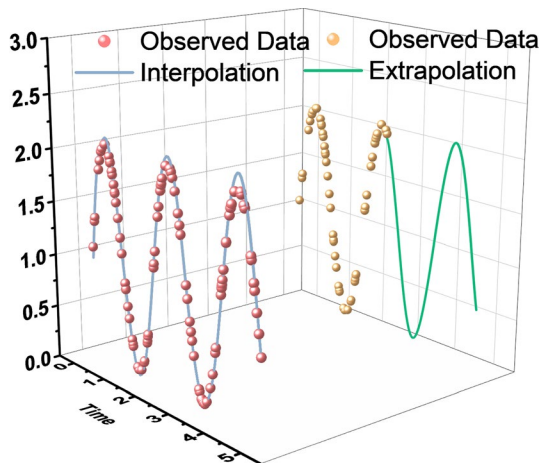 3.0
Observed Data
Observed Data
Interpolation
Extrapolation
2.5
2.0
1.5
1.0
0.5
0.0
0
1
2
3
4
5
Time